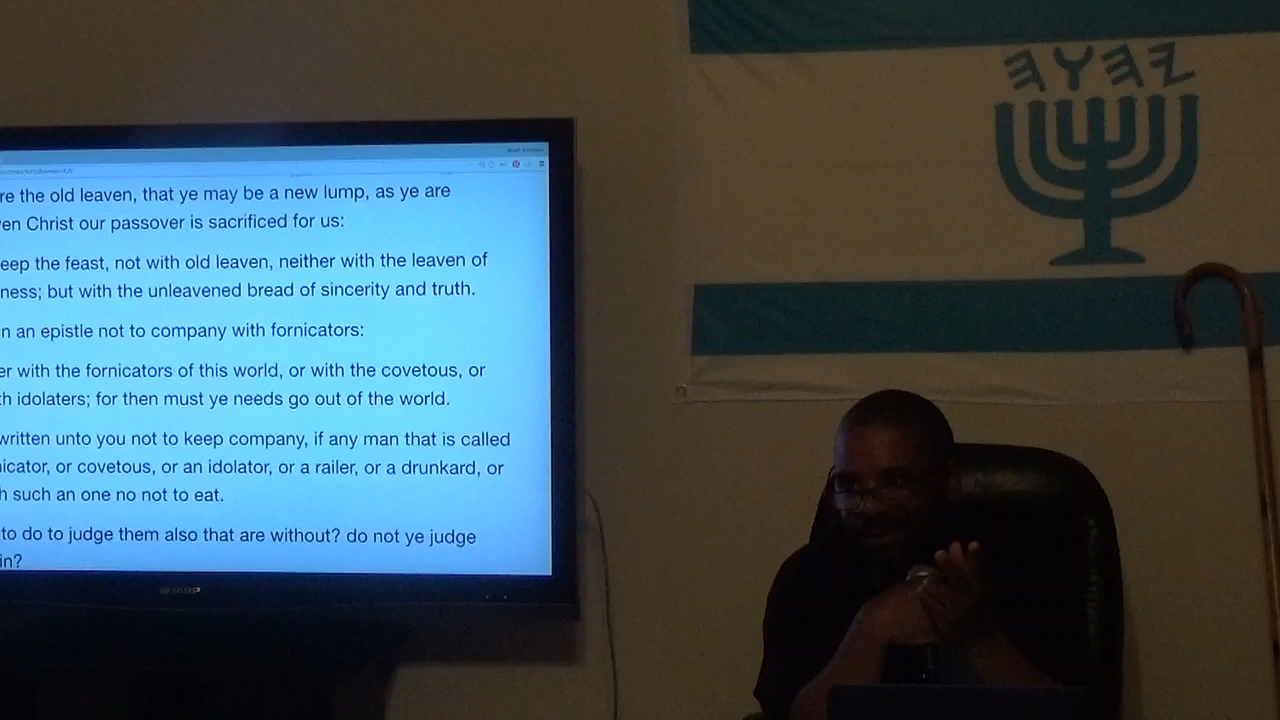 re the old leaven, that ye may be a new lump, as ye are
en Christ our passover is sacrificed for us:
eep the feast, not with old leaven, neither with the leaven of
ness; but with the unleavened bread of sincerity and truth.
n an epistle not to company with fornicators:
er with the fornicators of this world, or with the covetous, or
h idolaters; for then must ye needs go out of the world.
written unto you not to keep company, if any man that is called
icator, or covetous, or an idolator, or a railer, or a drunkard, or
h such an one no not to eat.
to do to judge them also that are without? do not ye judge
in?
SHARP
𐤉𐤄𐤅𐤄